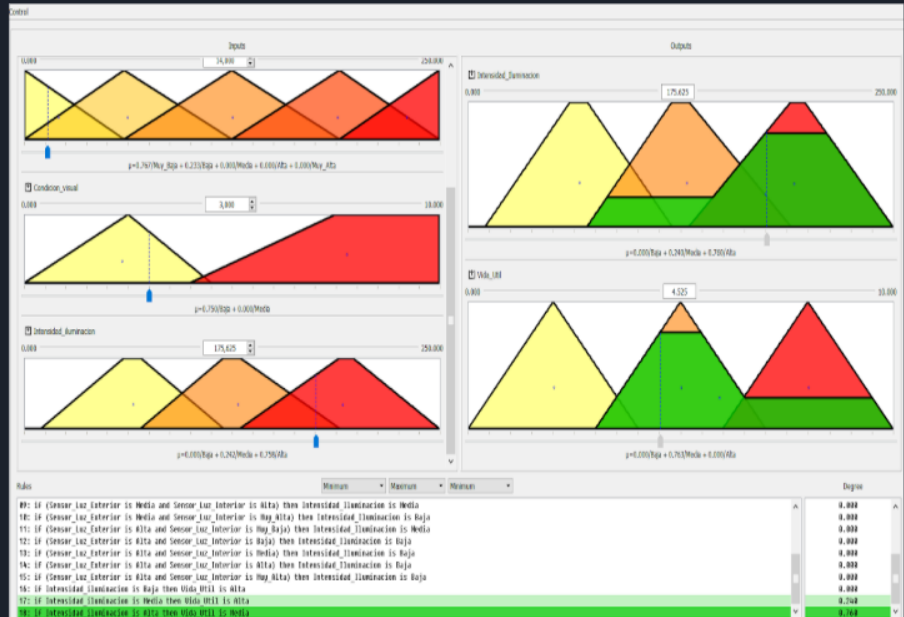 Control
Inputs
Outputs
0,000 14,000 250.000
μ=0.767/Muy_Baja + 0.233/Baja + 0.000/Media + 0.000/Alta + 0.000/Muy_Alta
Condicion_visual
0.000 3,000 10.000
μ=0.750/Baja + 0.000/Media
Intensidad_iluminacion
0.000 175,625 250.000
μ=0.000/Baja + 0.242/Media + 0.758/Alta
Intensidad_Iluminacion
0.000 175.625 250.000
μ=0.000/Baja + 0.240/Media + 0.760/Alta
Vida_Util
0.000 4.525 10.000
μ=0.000/Baja + 0.763/Media + 0.000/Alta
Rules Minimum Maximum Minimum Degree
09: if (Sensor_Luz_Exterior is Media and Sensor_Luz_Interior is Alta) then Intensidad_Iluminacion is Media 0.000
10: if (Sensor_Luz_Exterior is Media and Sensor_Luz_Interior is Muy_Alta) then Intensidad_Iluminacion is Baja 0.000
11: if (Sensor_Luz_Exterior is Alta and Sensor_Luz_Interior is Muy_Baja) then Intensidad_Iluminacion is Media 0.000
12: if (Sensor_Luz_Exterior is Alta and Sensor_Luz_Interior is Baja) then Intensidad_Iluminacion is Baja 0.000
13: if (Sensor_Luz_Exterior is Alta and Sensor_Luz_Interior is Media) then Intensidad_Iluminacion is Baja 0.000
14: if (Sensor_Luz_Exterior is Alta and Sensor_Luz_Interior is Alta) then Intensidad_Iluminacion is Baja 0.000
15: if (Sensor_Luz_Exterior is Alta and Sensor_Luz_Interior is Muy_Alta) then Intensidad_Iluminacion is Baja 0.000
16: if Intensidad_iluminacion is Baja then Vida_Util is Alta 0.000
17: if Intensidad_iluminacion is Media then Vida_Util is Alta 0.240
18: if Intensidad_iluminacion is Alta then Vida_Util is Media 0.760